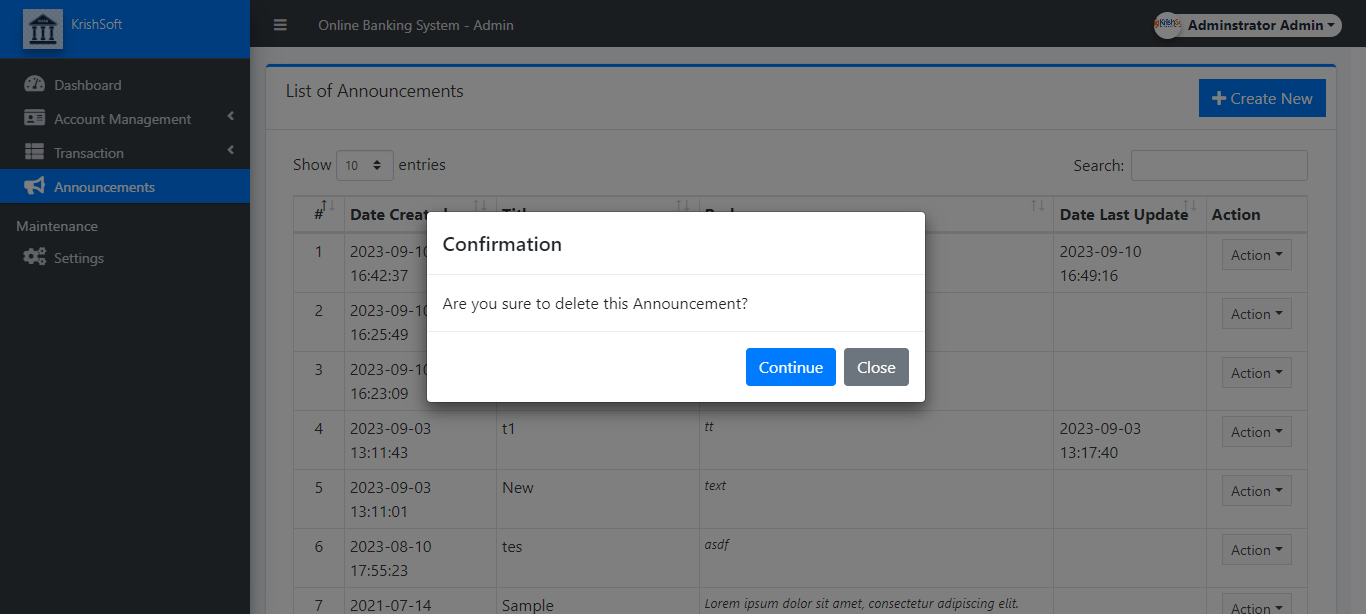 KrishSoft
Online Banking System - Admin
Adminstrator Admin
Dashboard
Account Management
Transaction
Announcements
Maintenance
Settings
List of Announcements
Create New
Show 10 entries
Search:
# Date Date Last Update Action
1 2023-09-10 2023-09-10 Action
16:42:37 16:49:16
2 2023-09-10 Action
16:25:49
3 2023-09-10 Action
16:23:09
Confirmation
Are you sure to delete this Announcement?
Continue Close
4 2023-09-03 t1 tt 2023-09-03 Action
13:11:43 13:17:40
5 2023-09-03 New text Action
13:11:01
6 2023-08-10 tes asdf Action
17:55:23
7 2021-07-14 Sample Lorem ipsum dolor sit amet, consectetur adipiscing elit. Action